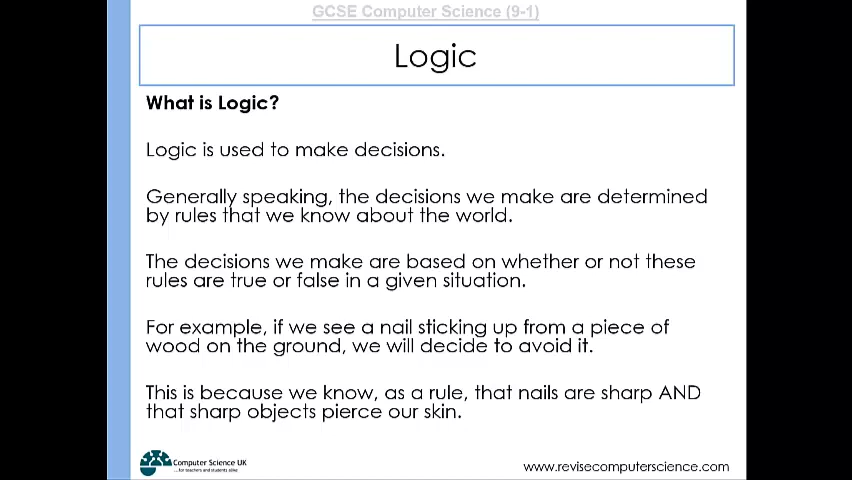 GCSE Computer Science (9-1)
Logic
What is Logic?
Logic is used to make decisions.
Generally speaking, the decisions we make are determined
by rules that we know about the world.
The decisions we make are based on whether or not these
rules are true or false in a given situation.
For example, if we see a nail sticking up from a piece of
wood on the ground, we will decide to avoid it.
This is because we know, as a rule, that nails are sharp AND
that sharp objects pierce our skin.
Computer Science UK
...for teachers and students alike
www.revisecomputerscience.com